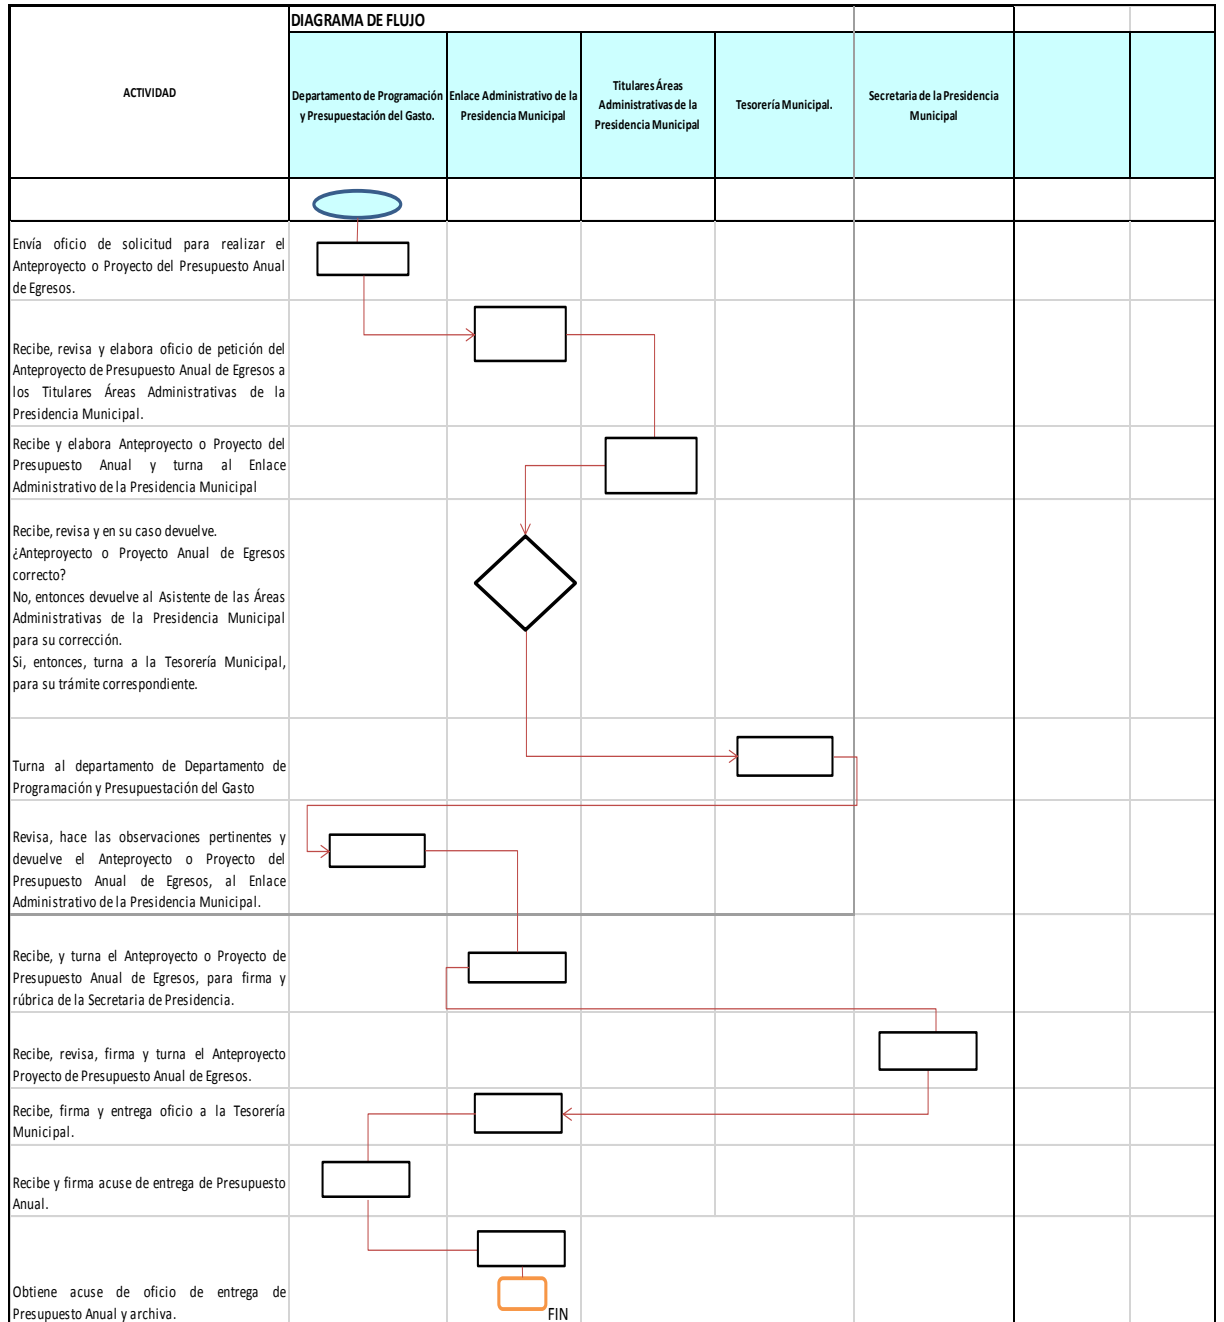 DIAGRAMA DE FLUJO
ACTIVIDAD
Departamento de Programación
y Presupuestación del Gasto.
Enlace Administrativo de la
Presidencia Municipal
Titulares Áreas
Administrativas de la
Presidencia Municipal
Tesorería Municipal.
Secretaria de la Presidencia
Municipal
Envía oficio de solicitud para realizar el
Anteproyecto o Proyecto del Presupuesto Anual
de Egresos.
Recibe, revisa y elabora oficio de petición del
Anteproyecto de Presupuesto Anual de Egresos a
los Titulares Áreas Administrativas de la
Presidencia Municipal.
Recibe y elabora Anteproyecto o Proyecto del
Presupuesto Anual y turna al Enlace
Administrativo de la Presidencia Municipal
Recibe, revisa y en su caso devuelve.
¿Anteproyecto o Proyecto Anual de Egresos
correcto?
No, entonces devuelve al Asistente de las Áreas
Administrativas de la Presidencia Municipal
para su corrección.
Si, entonces, turna a la Tesorería Municipal,
para su trámite correspondiente.
Turna al departamento de Departamento de
Programación y Presupuestación del Gasto
Revisa, hace las observaciones pertinentes y
devuelve el Anteproyecto o Proyecto del
Presupuesto Anual de Egresos, al Enlace
Administrativo de la Presidencia Municipal.
Recibe, y turna el Anteproyecto o Proyecto de
Presupuesto Anual de Egresos, para firma y
rúbrica de la Secretaria de Presidencia.
Recibe, revisa, firma y turna el Anteproyecto
Proyecto de Presupuesto Anual de Egresos.
Recibe, firma y entrega oficio a la Tesorería
Municipal.
Recibe y firma acuse de entrega de Presupuesto
Anual.
Obtiene acuse de oficio de entrega de
Presupuesto Anual y archiva.
FIN